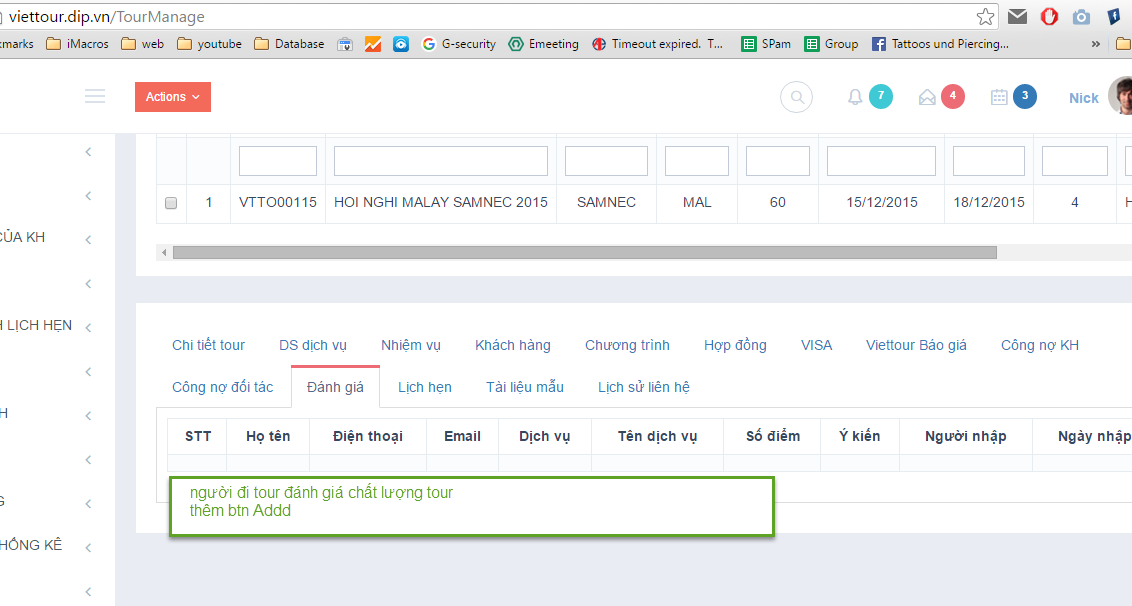 viettour.dip.vn/TourManage
kmarks iMacros web youtube Database G-security Emeeting Timeout expired. T... SPam Group Tattoos und Piercing... »
Actions 7 4 3 Nick
1 VTTO00115 HOI NGHI MALAY SAMNEC 2015 SAMNEC MAL 60 15/12/2015 18/12/2015 4 H
CỦA KH
H LỊCH HẸN
H
G
HỐNG KÊ
Chi tiết tour DS dịch vụ Nhiệm vụ Khách hàng Chương trình Hợp đồng VISA Viettour Báo giá Công nợ KH
Công nợ đối tác Đánh giá Lịch hẹn Tài liệu mẫu Lịch sử liên hệ
STT Họ tên Điện thoại Email Dịch vụ Tên dịch vụ Số điểm Ý kiến Người nhập Ngày nhập
người đi tour đánh giá chất lượng tour
thêm btn Addd